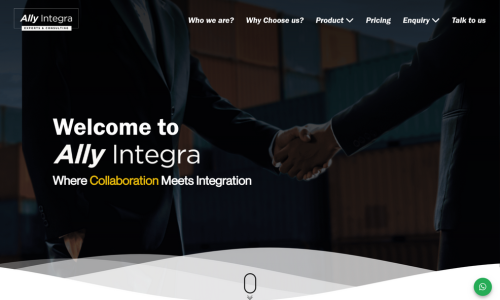 Ally Integra
EXPORTS & CONSULTING
Who we are?
Why Choose us?
Product
Pricing
Enquiry
Talk to us
Welcome to
Ally Integra
Where Collaboration Meets Integration